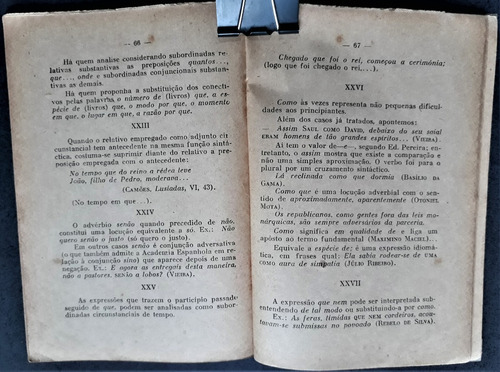 — 66 —
Há quem analise considerando subordinadas re-
lativas substantivas as preposições quantos...,
que..., onde e subordinadas conjuncionais substan-
tivas as demais.
Há quem proponha a substituição dos conecti-
vos pelas palavras o número de (livros) que, a es-
pécie de (livros) que, o modo por que, o momento
em que, o lugar em que, a razão por que.
XXIII
Quando o relativo empregado como adjunto cir-
cunstancial tem antecedente na mesma função sintá-
ctica, costuma-se suprimir diante do relativo a pre-
posição empregada com o antecedente:
No tempo que do reino a rédea leve
João, filho de Pedro, moderava...
(CAMÕES, Lusíadas, VI, 43).
(No tempo em que...).
XXIV
O advérbio senão quando precedido de não,
constitui uma locução equivalente a só. Ex.: Não
quero senão o justo (só quero o justo).
Em outros casos senão é conjunção adversativa
(o que também admite a Academia Espanhola em re-
lação à conjunção sino) que aparece depois de uma
negação. Ex.: E agora as entregais desta maneira,
não a pastores, senão a lobos? (VIEIRA).
XXV
As expressões que trazem o particípio passado
seguido de que, podem ser analisadas como subor-
dinadas circunstanciais de tempo.
— 67 —
Chegado que foi o rei, começou a cerimônia;
(logo que foi chegado o rei,...).
XXVI
Como às vezes representa não pequenas dificul-
dades aos principiantes.
Além dos casos já tratados, apontemos:
— Assim SAUL como DAVID, debaixo do seu saial
eram homens de tão grandes espíritos... (VIEIRA).
Aí tem o valor de —e—, segundo Ed. Pereira; en-
tretanto, o assim mostra que existe a comparação e
não uma simples aproximação. O verbo foi para o
plural por um cruzamento sintático.
Ed reclinada como que dormia (BASÍLIO DA
GAMA).
Como que é uma locução adverbial com o sentido
de aproximadamente, aparentemente (OTONIEL
MOTA).
Os republicanos, como gentes fora das leis mo-
nárquicas, são sempre adversários da parceria.
Como significa em qualidade de e liga um
apôsto ao termo fundamental (MAXIMINO MACIEL).
Equivale a espécie de: é uma expressão idiomá-
tica, em frases qual: Ela sabia rodear-se de uma
como aura de simpatia (JÚLIO RIBEIRO).
XXVII
A expressão que nem pode ser interpretada sub-
entendendo de tal modo ou substituindo-a por como.
Ex.: As feras, tímidas QUE NEM cordeiros, acoi-
tavam-se submissas no povoado (REBELO DE SILVA).